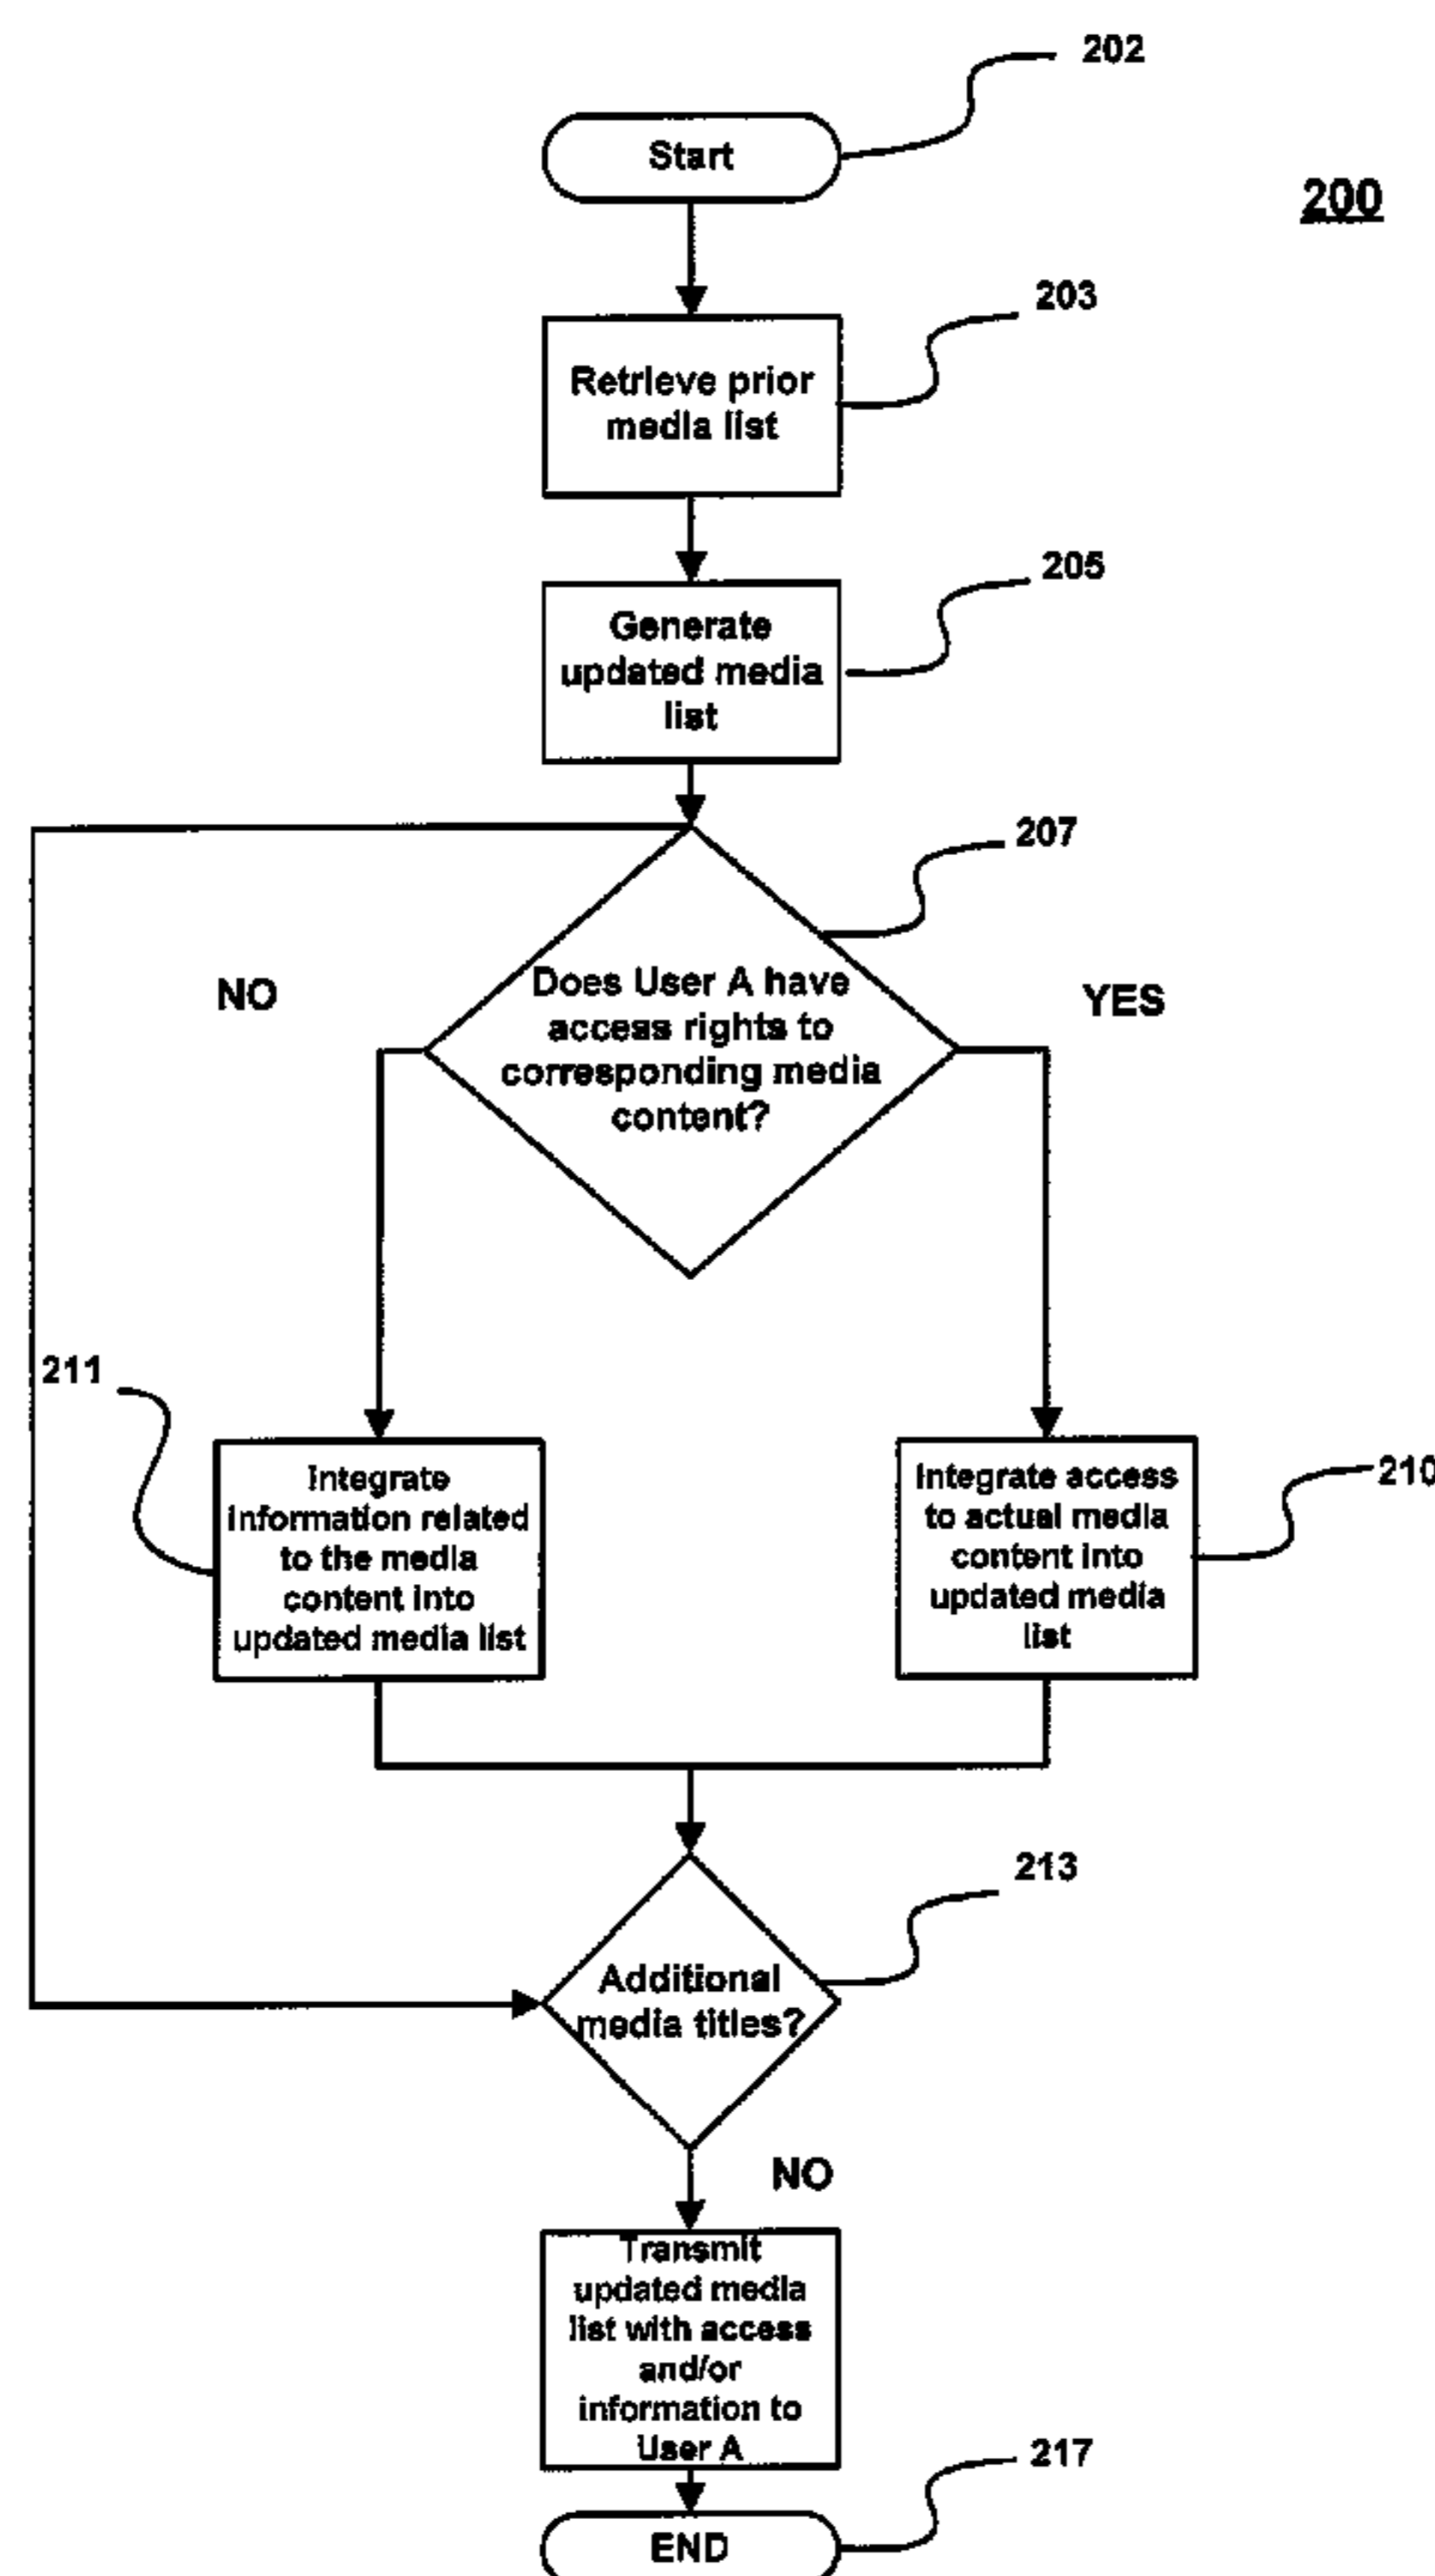 202
Start
200
203
Retrieve prior
media list
205
Generate
updated media
list
207
NO
YES
Does User A have
access rights to
corresponding media
content?
211
210
Integrate
information related
to the media
content into
updated media list
Integrate access
to actual media
content into
updated media
list
213
Additional
media titles?
NO
Transmit
updated media
list with access
and/or
information to
User A
217
END